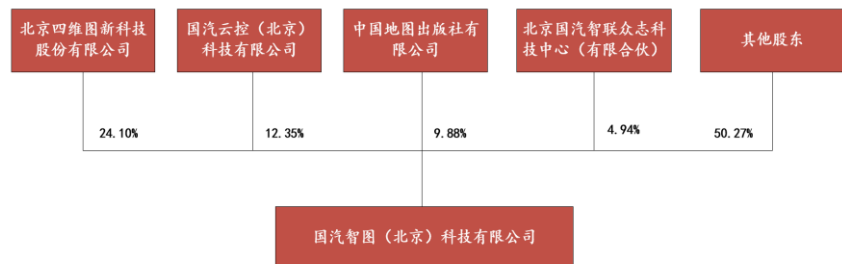 北京四维图新科技
股份有限公司
国汽云控（北京）
科技有限公司
中国地图出版社有
限公司
北京国汽智联众志科
技中心（有限合伙）
其他股东
24.10%
12.35%
9.88%
4.94%
50.27%
国汽智图（北京）科技有限公司